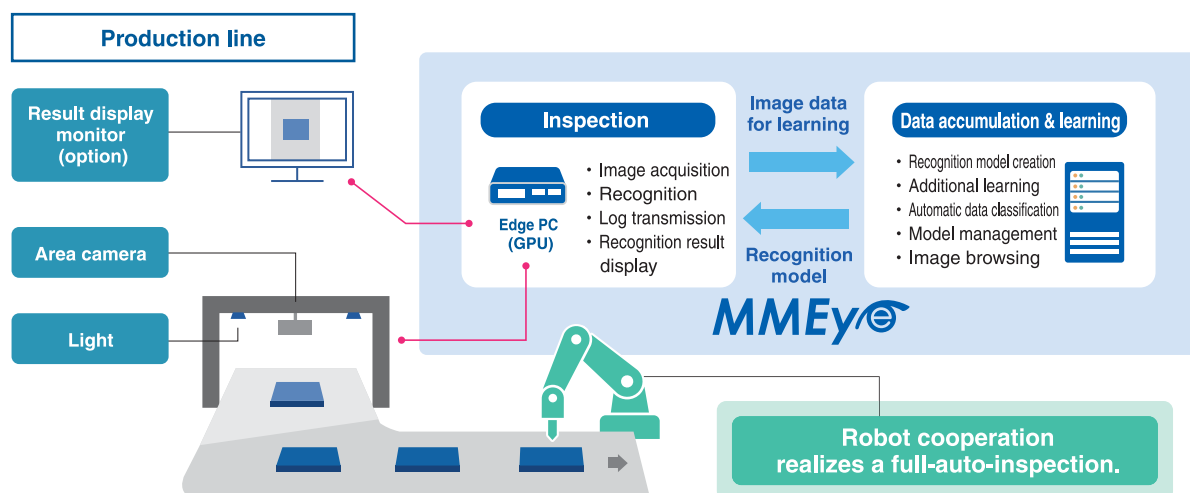 Production line
Result display
monitor
(option)
Area camera
Light
Inspection
Edge PC
(GPU)
・Image acquisition
・Recognition
・Log transmission
・Recognition result
display
Image data
for learning
Recognition
model
Data accumulation & learning
・Recognition model creation
・Additional learning
・Automatic data classification
・Model management
・Image browsing
MMEye
Robot cooperation
realizes a full-auto-inspection.